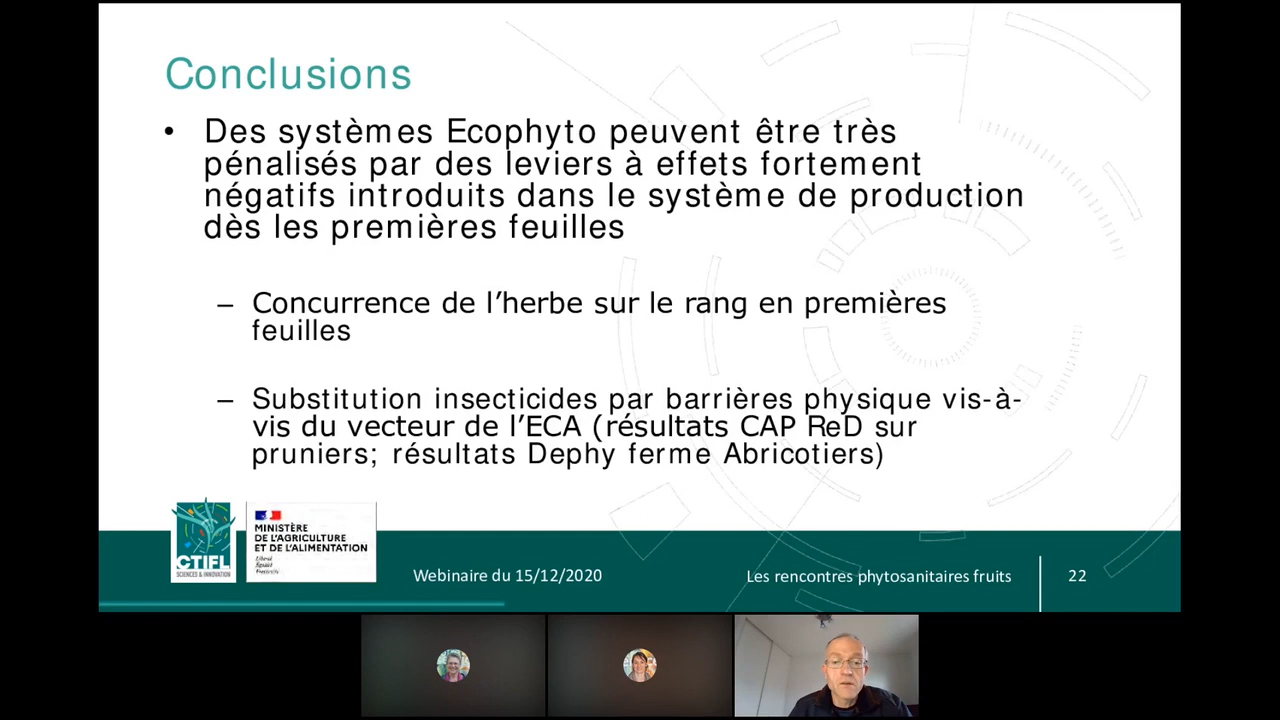 Conclusions
• Des systèmes Ecophyto peuvent être très
pénalisés par des leviers à effets fortement
négatifs introduits dans le système de production
dès les premières feuilles
– Concurrence de l’herbe sur le rang en premières
feuilles
– Substitution insecticides par barrières physique vis-à-
vis du vecteur de l’ECA (résultats CAP ReD sur
pruniers; résultats Dephy ferme Abricotiers)
CTIFL
SCIENCES & INNOVATION
MINISTÈRE
DE L'AGRICULTURE
ET DE L'ALIMENTATION
Liberté
Égalité
Fraternité
Webinaire du 15/12/2020
Les rencontres phytosanitaires fruits
22